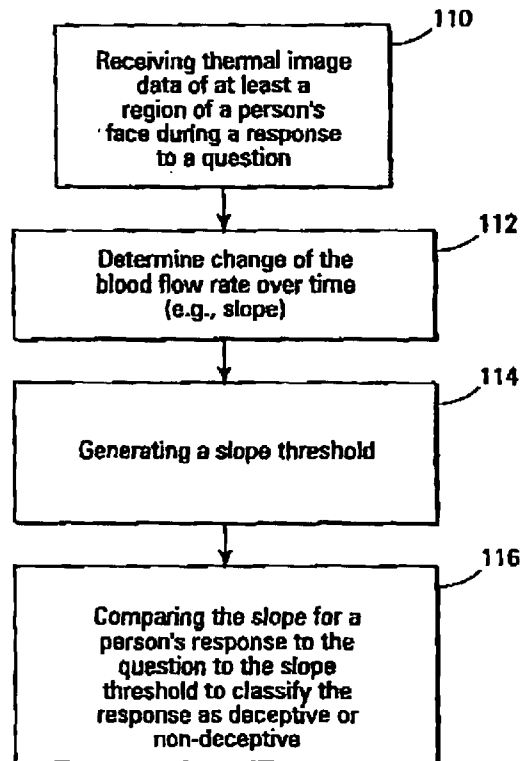 110
Receiving thermal image
data of at least a
region of a person's
face during a response
to a question
112
Determine change of the
blood flow rate over time
(e.g., slope)
114
Generating a slope threshold
116
Comparing the slope for a
person's response to the
question to the slope
threshold to classify the
response as deceptive or
non-deceptive